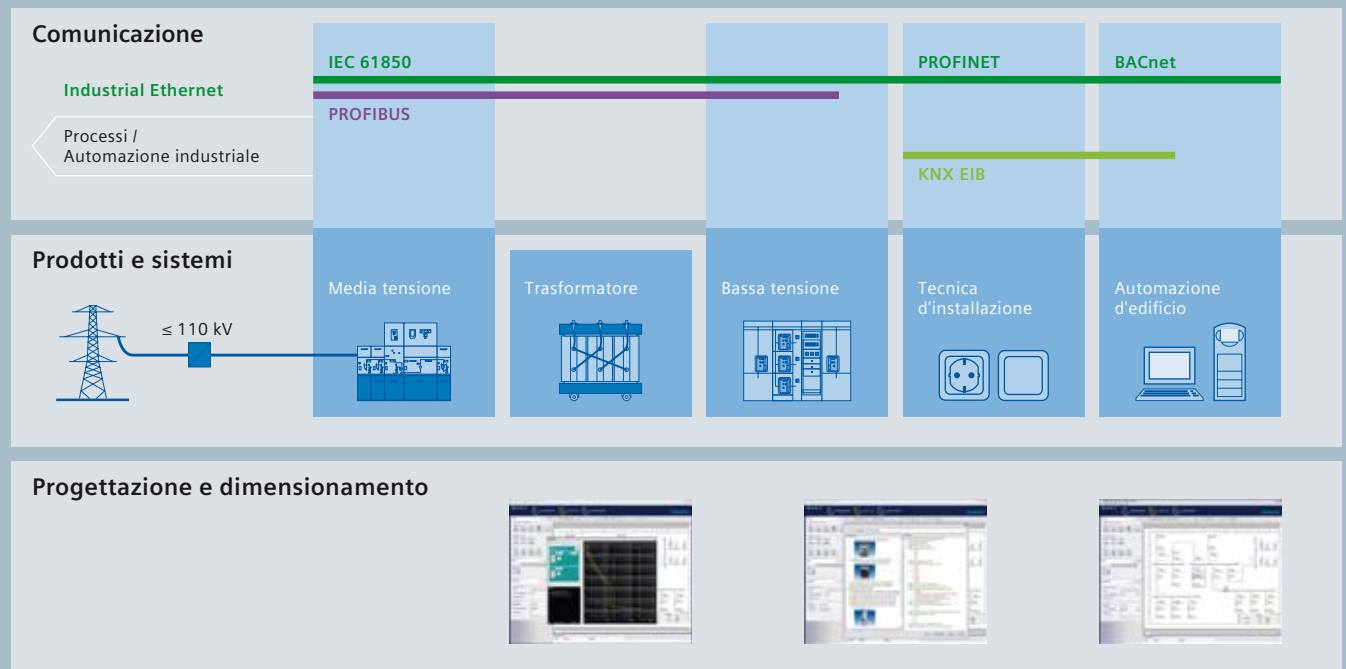 Comunicazione
IEC 61850
PROFINET
BACnet
Industrial Ethernet
PROFIBUS
Processi /
Automazione industriale
KNX EIB
Prodotti e sistemi
≤ 110 kV
Media tensione
Trasformatore
Bassa tensione
Tecnica
d'installazione
Automazione
d'edificio
Progettazione e dimensionamento